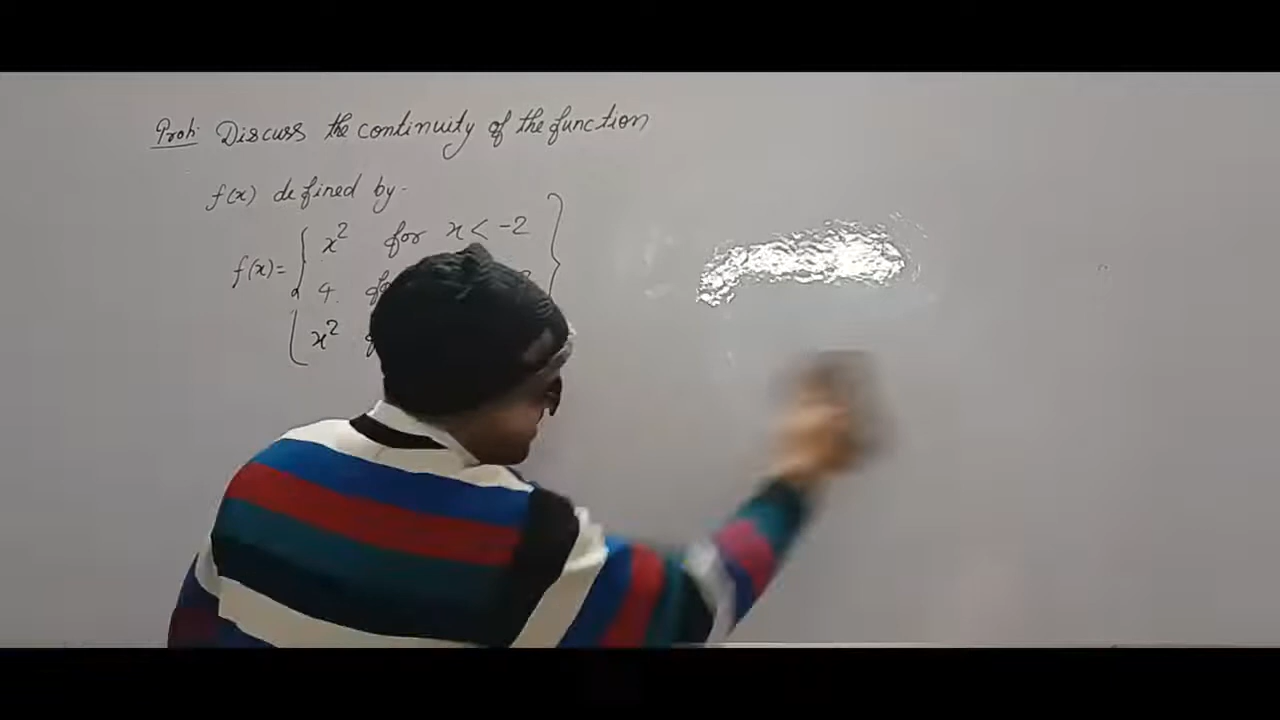 Prob: Discuss the continuity of the function
f(x) defined by-
x² for x < -2
f(x) =
4.
x²